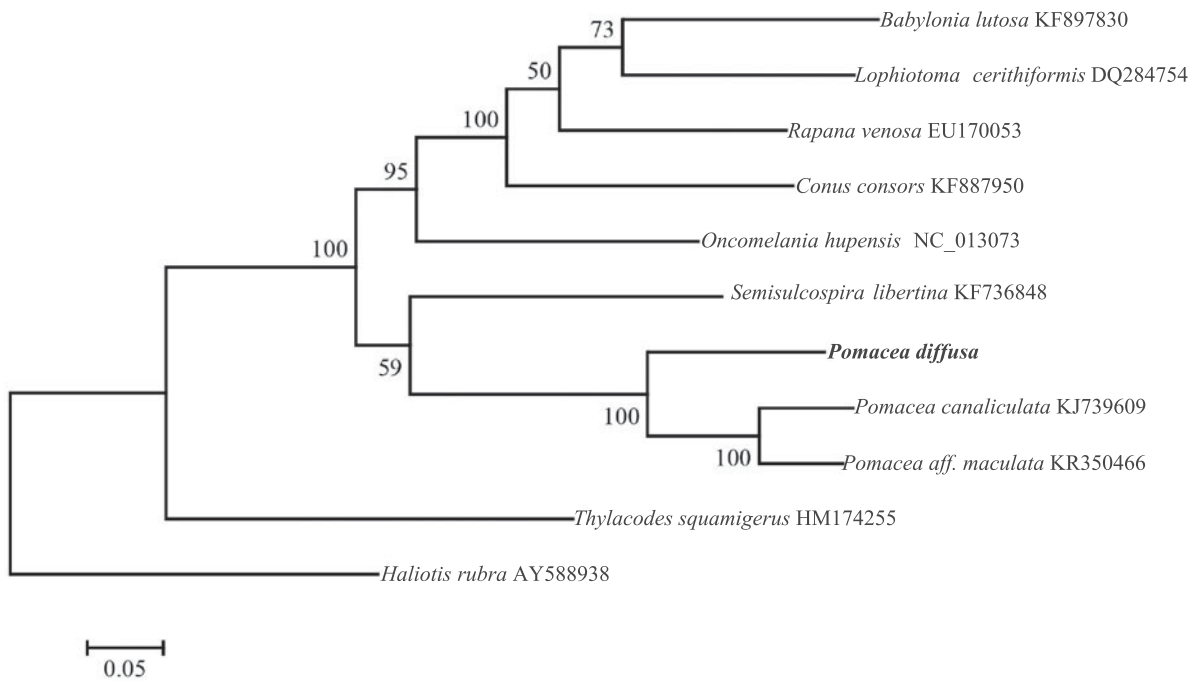 Babylonia lutosa KF897830
73
Lophiotoma cerithiformis DQ284754
50
100
Rapana venosa EU170053
95
Conus consors KF887950
100
Oncomelania hupensis NC_013073
Semisulcospira libertina KF736848
59
Pomacea diffusa
100
Pomacea canaliculata KJ739609
100
Pomacea aff. maculata KR350466
Thylacodes squamigerus HM174255
Haliotis rubra AY588938
0.05